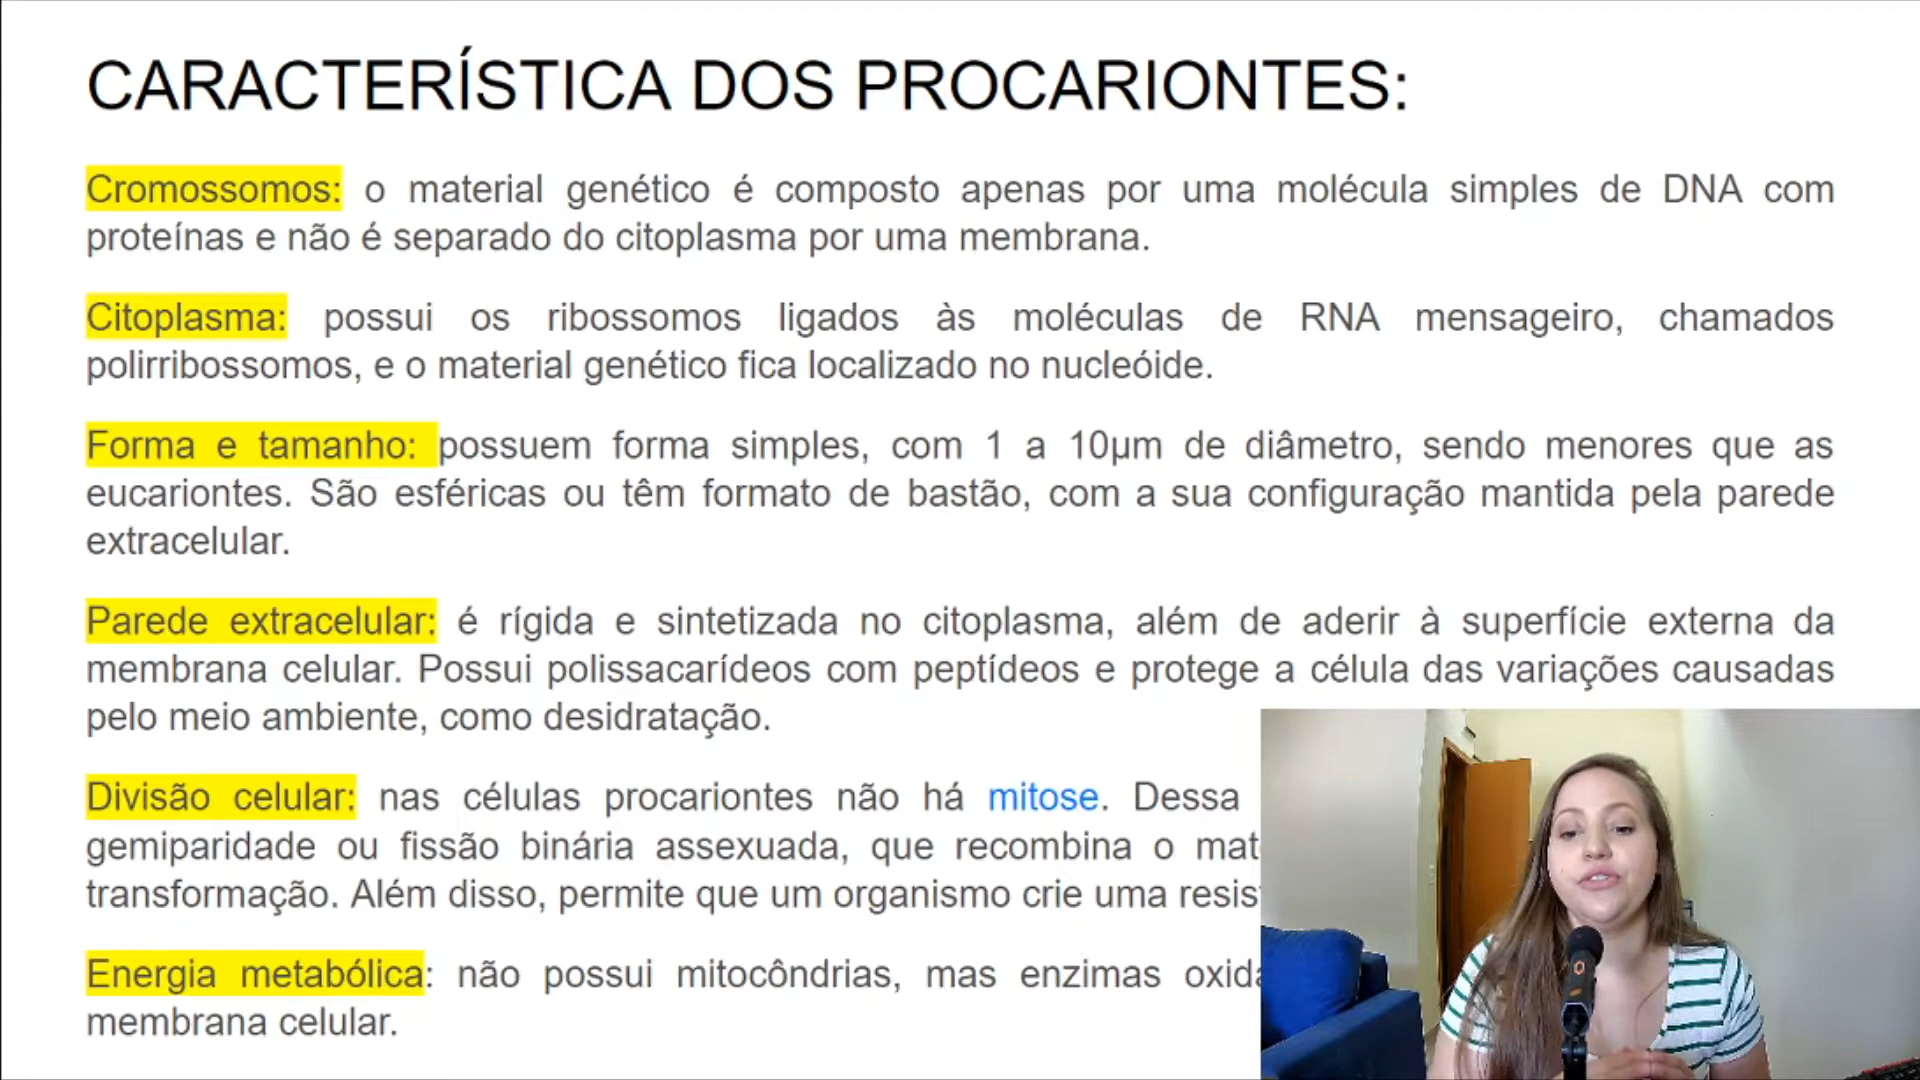 CARACTERÍSTICA DOS PROCARIONTES:
Cromossomos: o material genético é composto apenas por uma molécula simples de DNA com
proteínas e não é separado do citoplasma por uma membrana.
Citoplasma: possui os ribossomos ligados às moléculas de RNA mensageiro, chamados
polirribossomos, e o material genético fica localizado no nucleóide.
Forma e tamanho: possuem forma simples, com 1 a 10µm de diâmetro, sendo menores que as
eucariontes. São esféricas ou têm formato de bastão, com a sua configuração mantida pela parede
extracelular.
Parede extracelular: é rígida e sintetizada no citoplasma, além de aderir à superfície externa da
membrana celular. Possui polissacarídeos com peptídeos e protege a célula das variações causadas
pelo meio ambiente, como desidratação.
Divisão celular: nas células procariontes não há mitose. Dessa
gemiparidade ou fissão binária assexuada, que recombina o
transformação. Além disso, permite que um organismo crie uma
Energia metabólica: não possui mitocôndrias, mas enzimas
membrana celular.